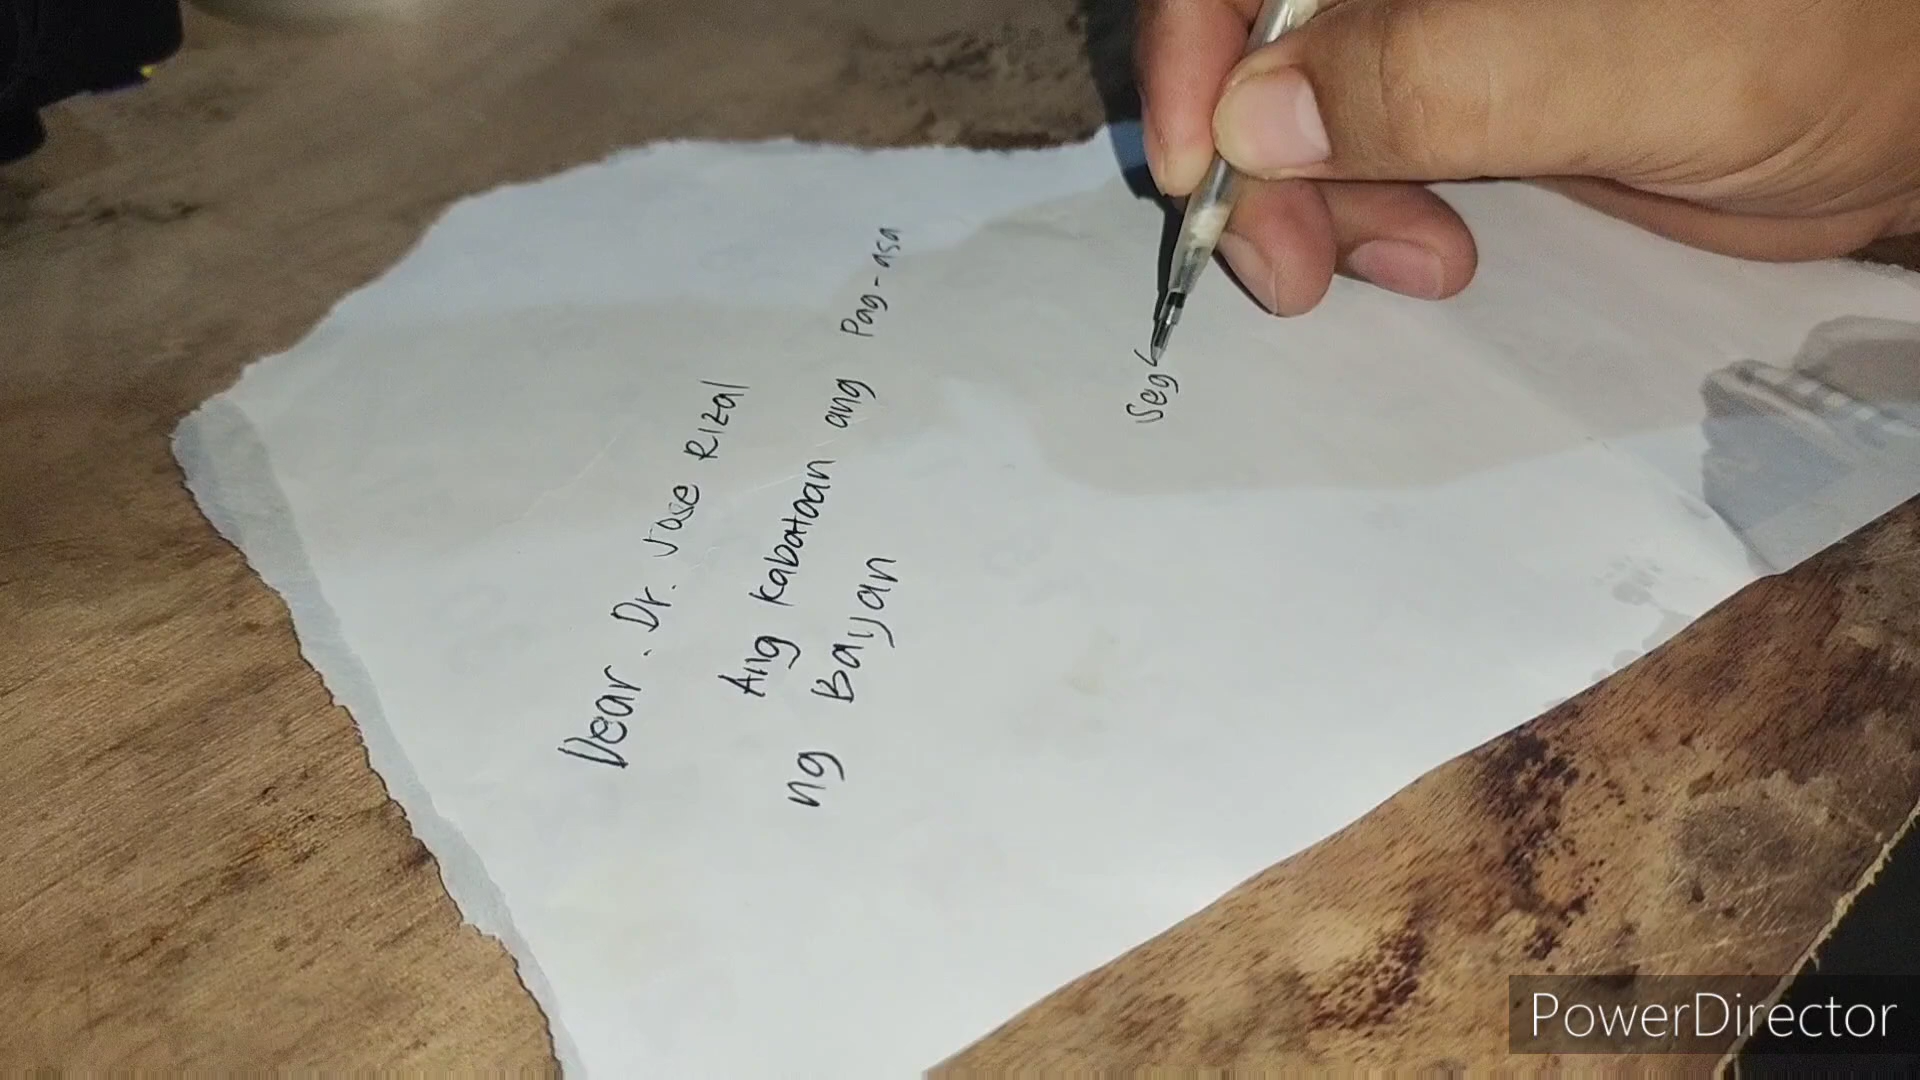 Dear. Dr. Jose Rizal
Ang Kabataan ang Pag-asa
ng Bayan
PowerDirector